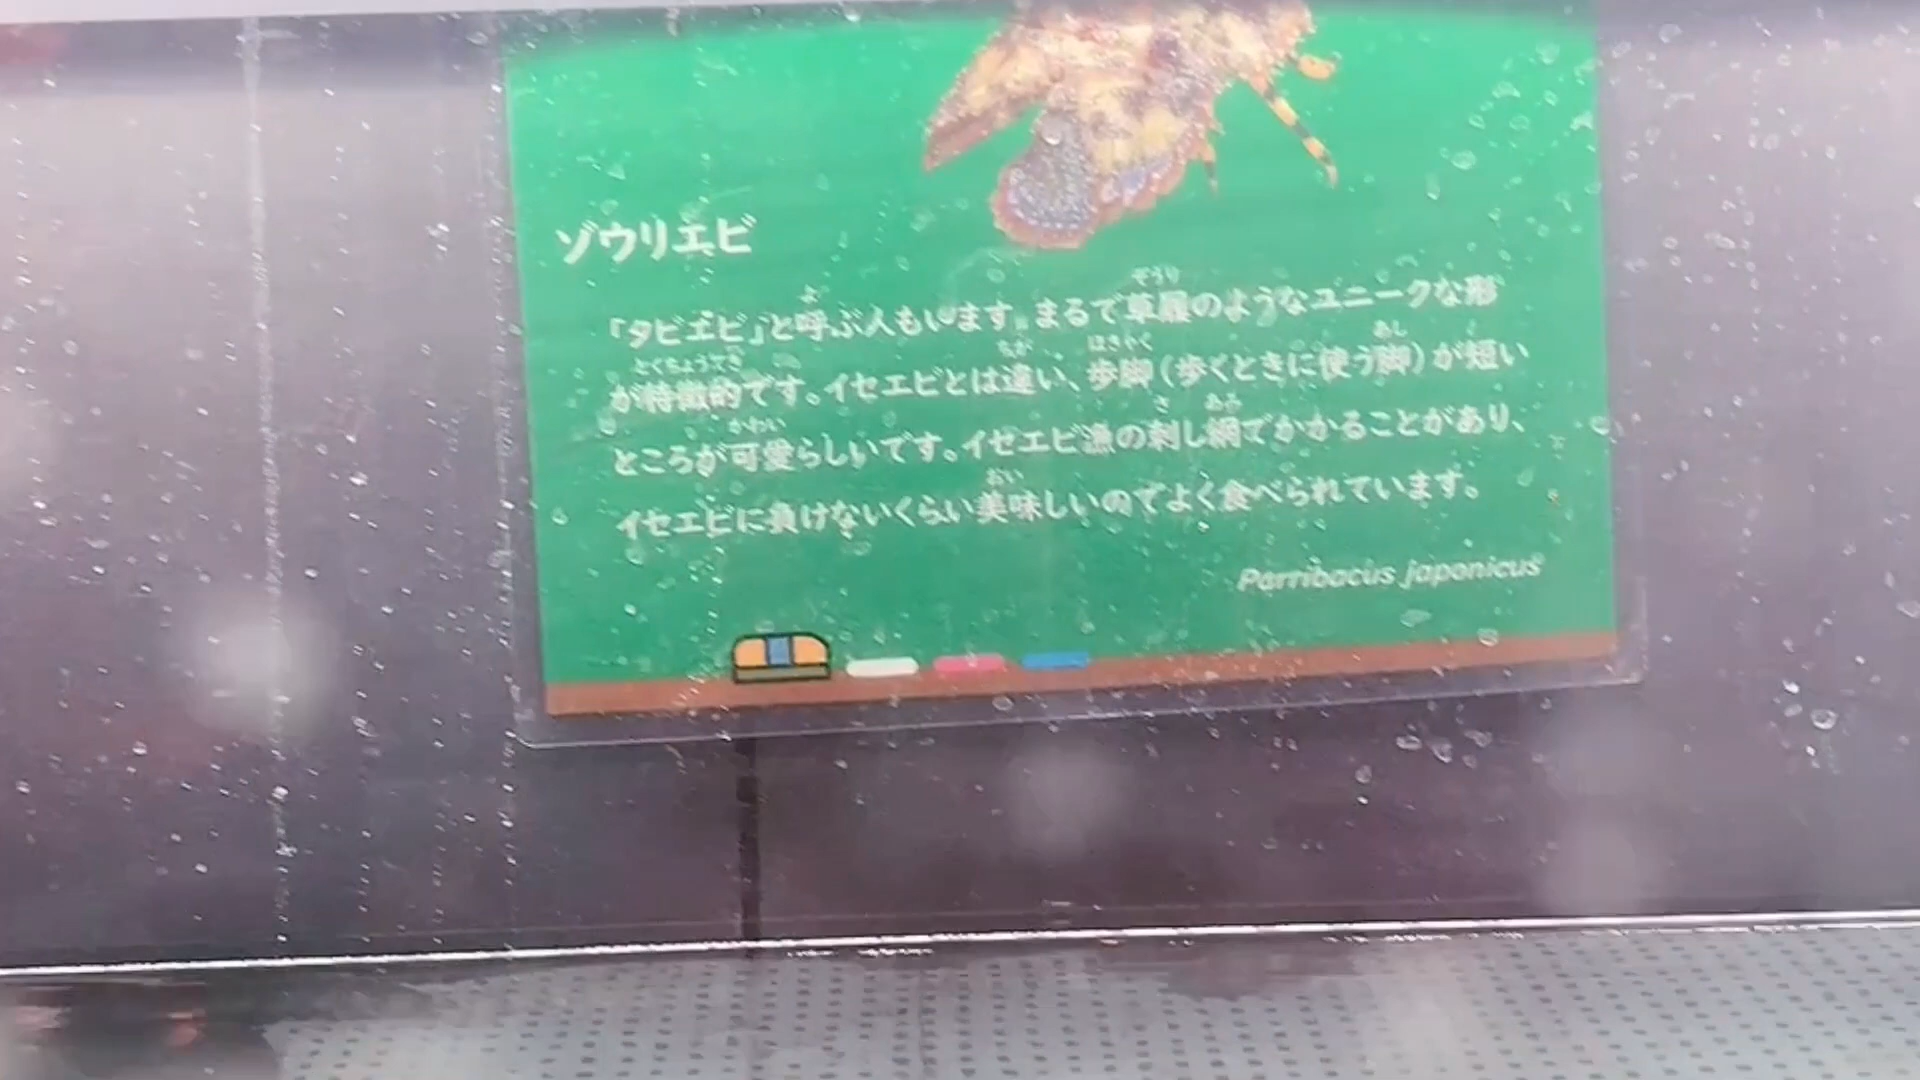 ゾウリエビ
「タビエビ」と呼ぶ人もいます。まるで草履のようなユニークな形
が特徴的です。イセエビとは違い、歩脚（歩くときに使う脚）が短い
ところが可愛らしいです。イセエビ漁の刺し網でかかることがあり、
イセエビに負けないくらい美味しいのでよく食べられています。
Parribacus japonicus